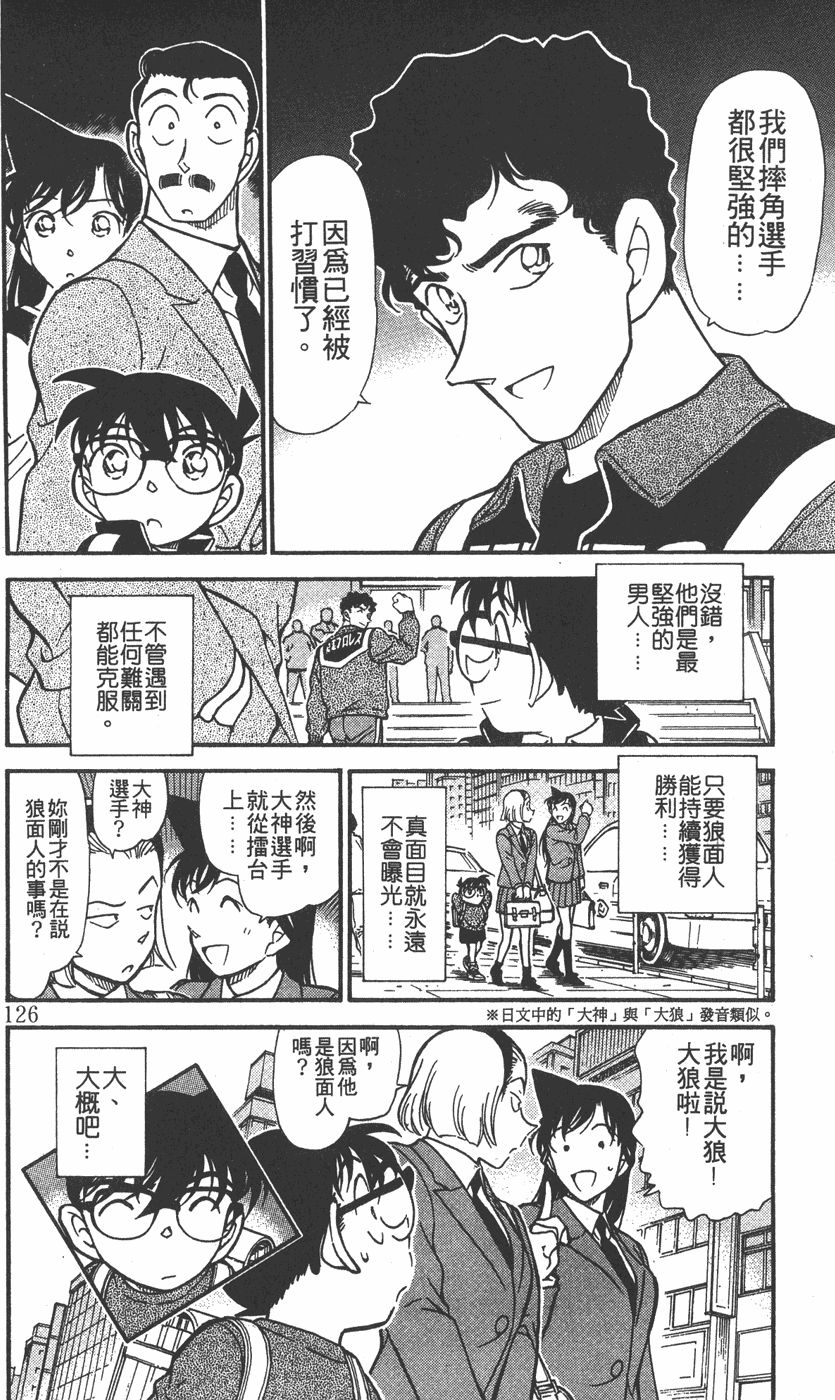 我們摔角選手
都很堅強的……
因為已經被
打習慣了。
沒錯，
他們是最
堅強的
男人……
プロレス
不管遇到
任何難關
都能克服。
只要狼面人
能持續獲得
勝利……
真面目就永遠
不會曝光……
然後啊，
大神選手
就從擂台
上……
大神
選手？
妳剛才不是在說
狼面人的事嗎？
126
※日文中的「大神」與「大狼」發音類似。
啊，
我是說大狼！
大狼啦！
啊，
因為他
是狼面人
嗎？
大、
大概吧…